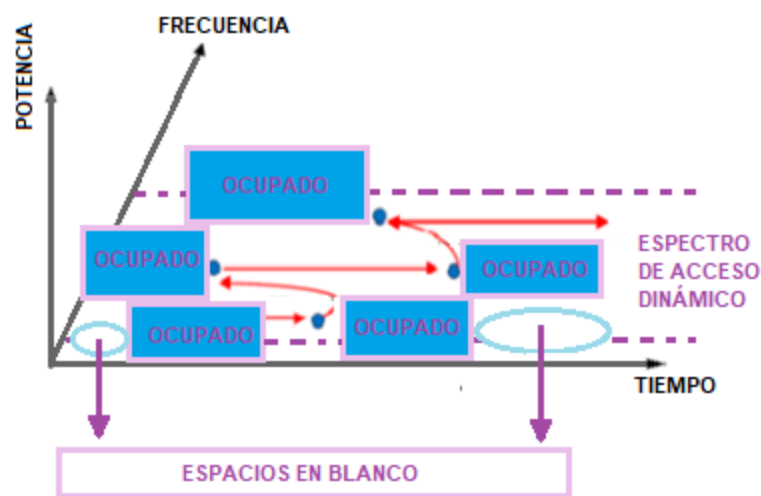 FRECUENCIA
POTENCIA
OCUPADO
OCUPADO
OCUPADO
ESPECTRO
DE ACCESO
DINÁMICO
OCUPADO
OCUPADO
TIEMPO
ESPACIOS EN BLANCO